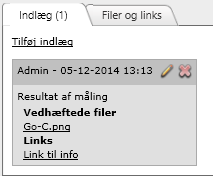 Indlæg (1) Filer og links
Tilføj indlæg
Admin - 05-12-2014 13:13
Resultat af måling
Vedhæftede filer
Go-C.png
Links
Link til info